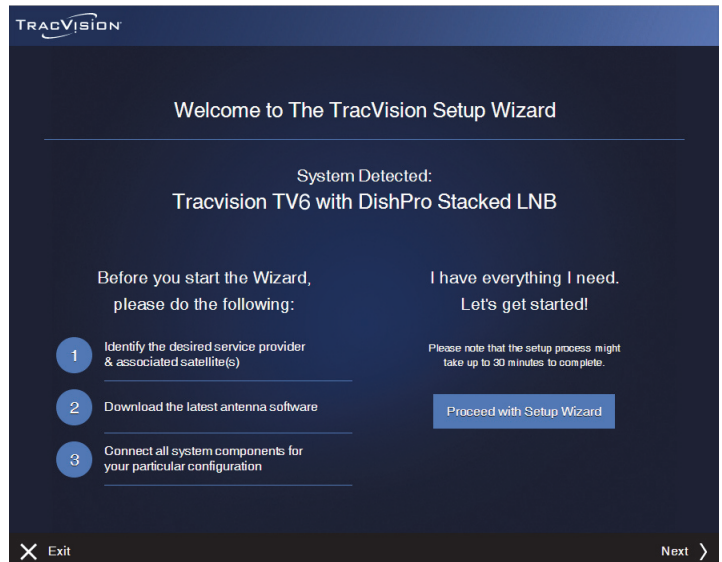 TRACVISION
Welcome to The TracVision Setup Wizard
System Detected:
Tracvision TV6 with DishPro Stacked LNB
Before you start the Wizard,
please do the following:
1
Identify the desired service provider
& associated satellite(s)
2
Download the latest antenna software
3
Connect all system components for
your particular configuration
I have everything I need.
Let's get started!
Please note that the setup process might
take up to 30 minutes to complete.
Proceed with Setup Wizard
Exit
Next